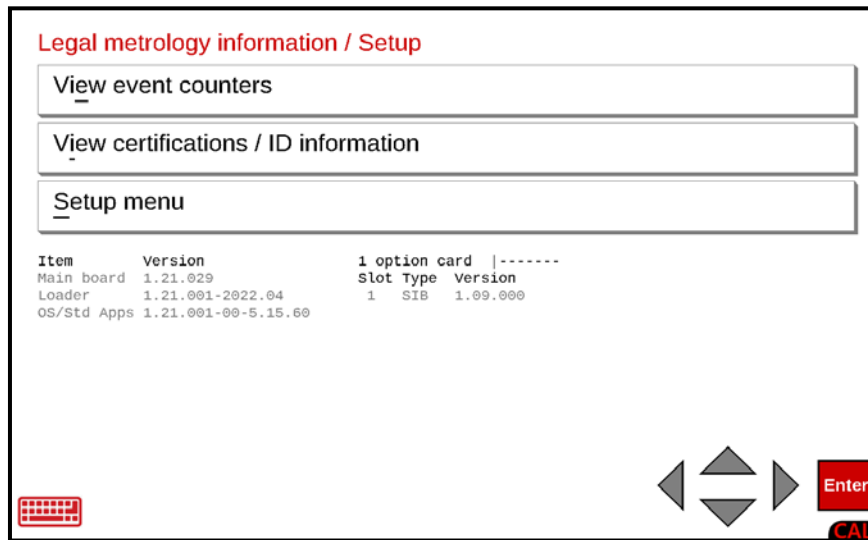 Legal metrology information / Setup
View event counters
View certifications / ID information
Setup menu
Item Version 1 option card |-------
Main board 1.21.029 Slot Type Version
Loader 1.21.001-2022.04 1 SIB 1.09.000
OS/Std Apps 1.21.001-00-5.15.60
Enter